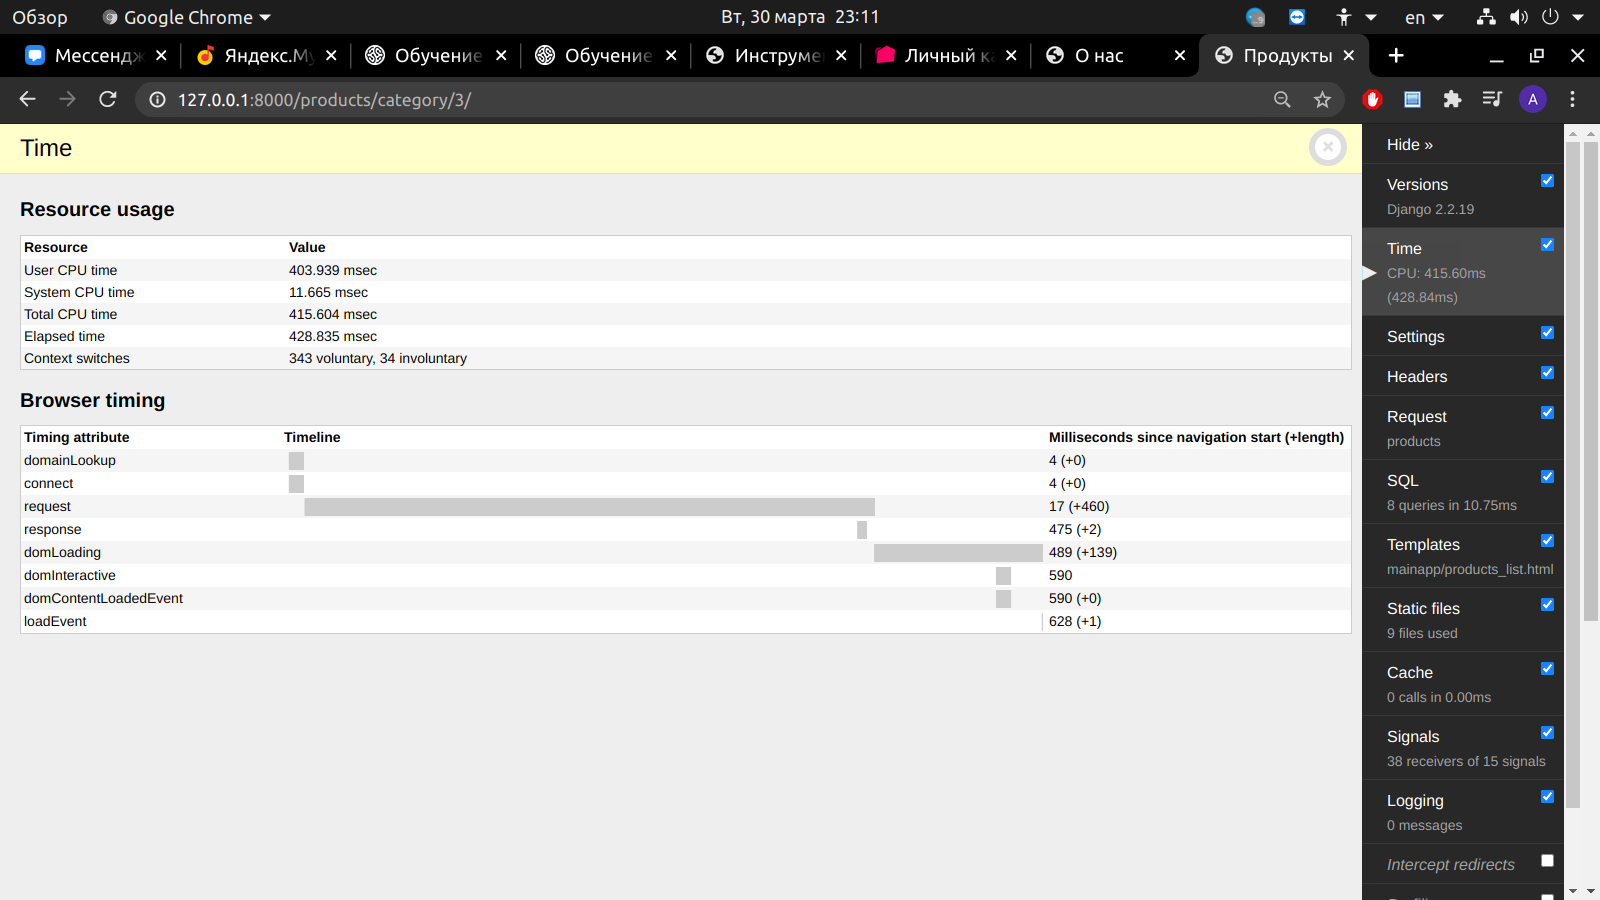 Обзор Google Chrome Вт, 30 марта 23:11 en
Мессендж Яндекс.Му Обучение Обучение Инструме Личный ка О нас Продукты
127.0.0.1:8000/products/category/3/ A
Time
Resource usage
Resource Value
User CPU time 403.939 msec
System CPU time 11.665 msec
Total CPU time 415.604 msec
Elapsed time 428.835 msec
Context switches 343 voluntary, 34 involuntary
Browser timing
Timing attribute Timeline Milliseconds since navigation start (+length)
domainLookup 4 (+0)
connect 4 (+0)
request 17 (+460)
response 475 (+2)
domLoading 489 (+139)
domInteractive 590
domContentLoadedEvent 590 (+0)
loadEvent 628 (+1)
Hide »
Versions
Django 2.2.19
Time
CPU: 415.60ms
(428.84ms)
Settings
Headers
Request
products
SQL
8 queries in 10.75ms
Templates
mainapp/products_list.html
Static files
9 files used
Cache
0 calls in 0.00ms
Signals
38 receivers of 15 signals
Logging
0 messages
Intercept redirects